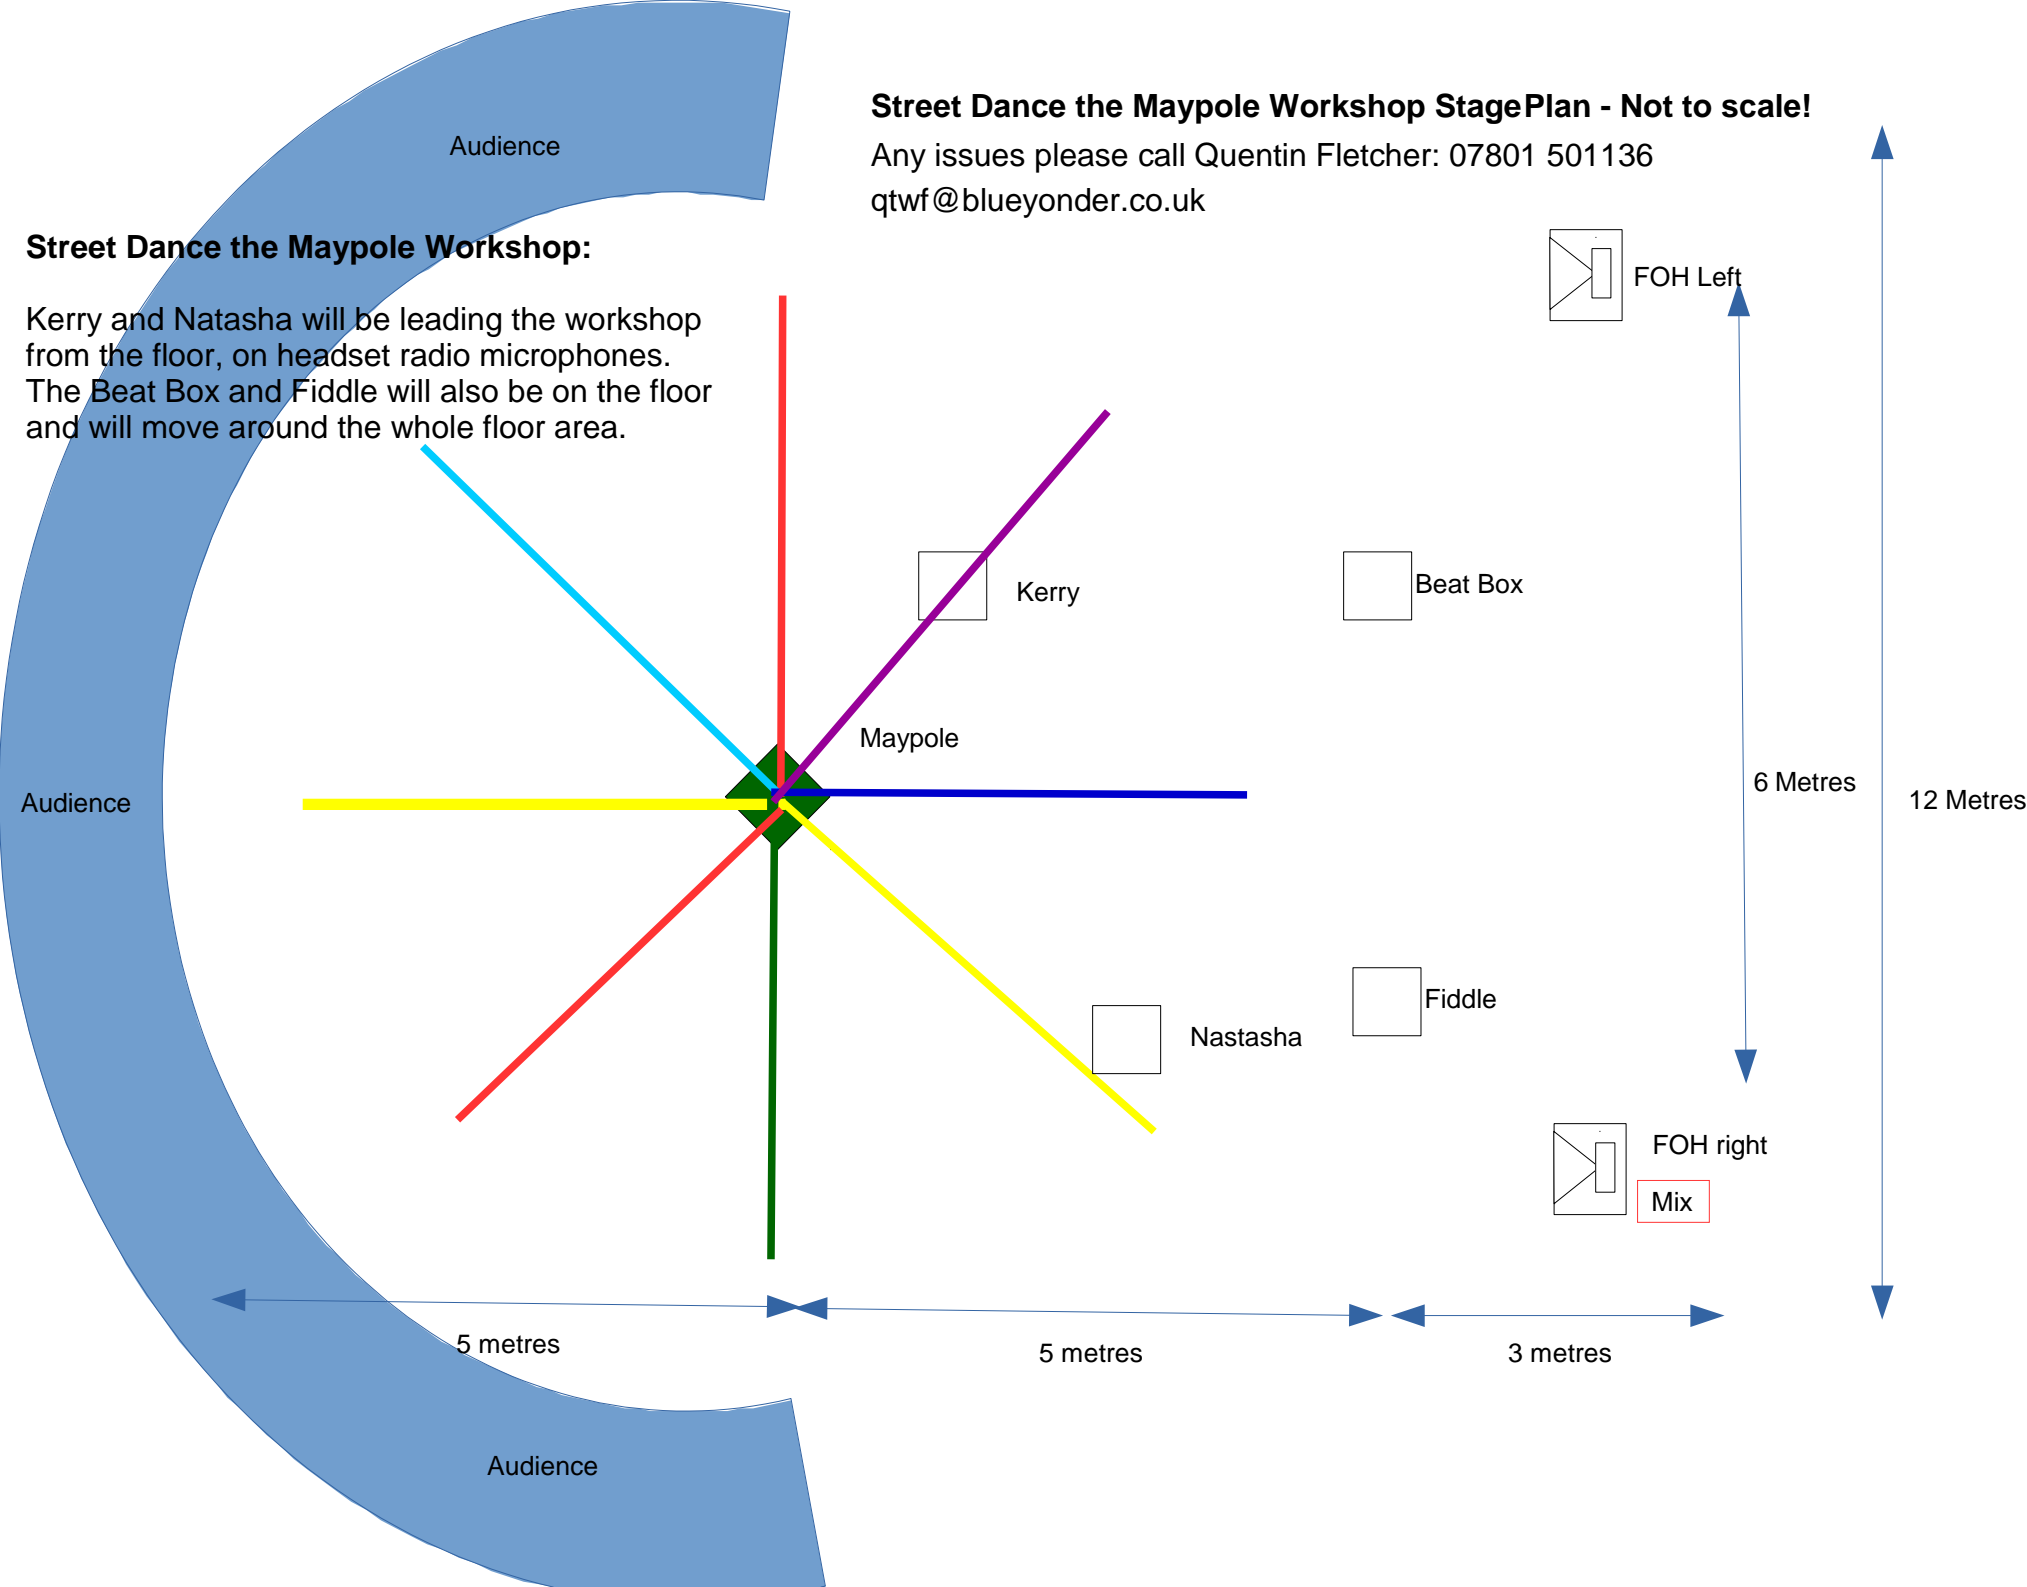 Street Dance the Maypole Workshop StagePlan - Not to scale!
Any issues please call Quentin Fletcher: 07801 501136
qtwf@blueyonder.co.uk
Audience
Street Dance the Maypole Workshop:
Kerry and Natasha will be leading the workshop
from the floor, on headset radio microphones.
The Beat Box and Fiddle will also be on the floor
and will move around the whole floor area.
FOH Left
Kerry
Beat Box
Maypole
Audience
6 Metres
12 Metres
Fiddle
Nastasha
FOH right
Mix
5 metres
5 metres
3 metres
Audience